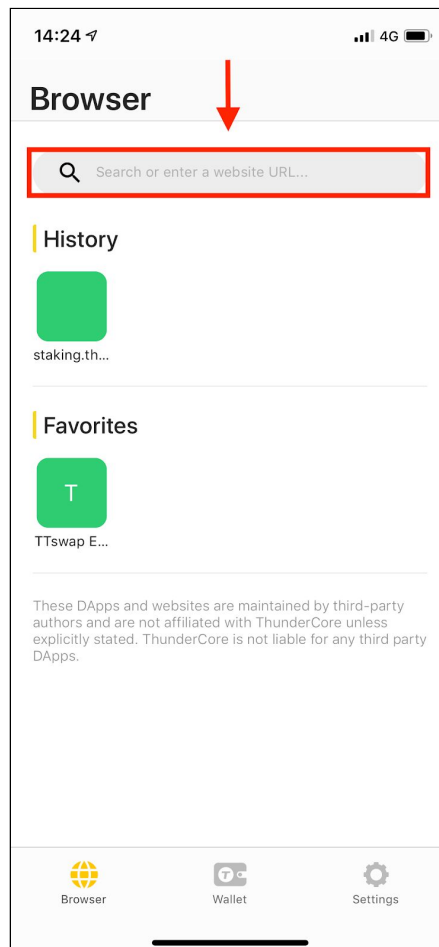 14:24
4G
Browser
Search or enter a website URL...
History
staking.th...
Favorites
T
TTswap E...
These DApps and websites are maintained by third-party
authors and are not affiliated with ThunderCore unless
explicitly stated. ThunderCore is not liable for any third party
DApps.
Browser
Wallet
Settings